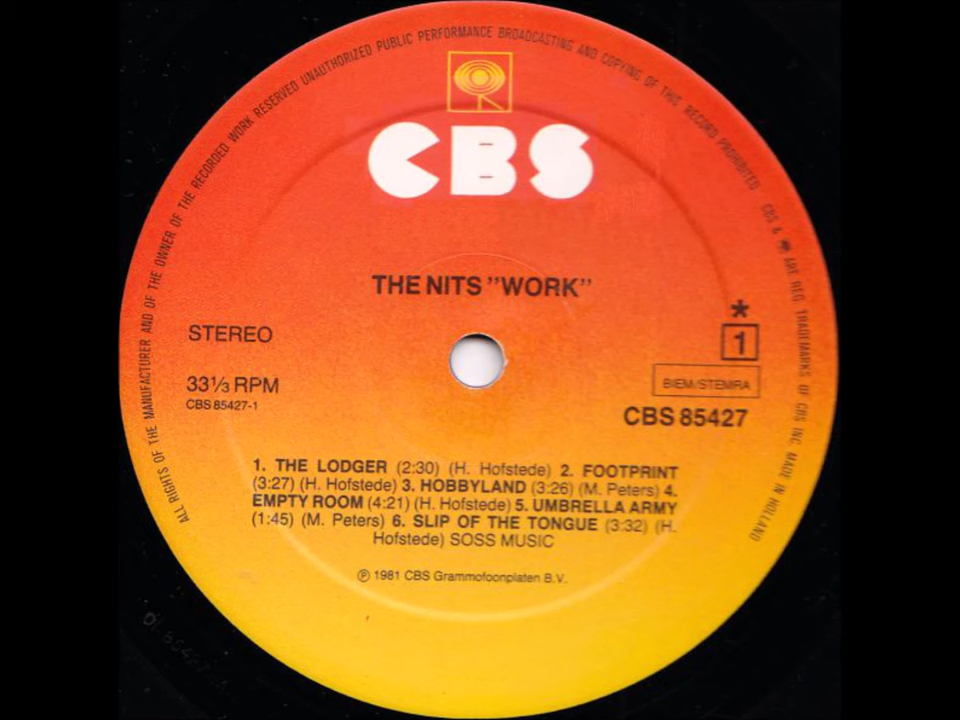 ALL RIGHTS OF THE MANUFACTURER AND OF THE OWNER OF THE RECORDED WORK RESERVED UNAUTHORIZED PUBLIC PERFORMANCE BROADCASTING AND COPYING OF THIS RECORD PROHIBITED CBS & ARE REG. TRADEMARKS OF CBS INC. MADE IN HOLLAND
CBS
THE NITS "WORK"
STEREO
*
1
33⅓ RPM
CBS 85427-1
BIEM/STEMRA
CBS 85427
1. THE LODGER (2:30) (H. Hofstede) 2. FOOTPRINT
(3:27) (H. Hofstede) 3. HOBBYLAND (3:26) (M. Peters) 4.
EMPTY ROOM (4:21) (H. Hofstede) 5. UMBRELLA ARMY
(1:45) (M. Peters) 6. SLIP OF THE TONGUE (3:32) (H.
Hofstede) SOSS MUSIC
℗ 1981 CBS Grammofoonplaten B.V.